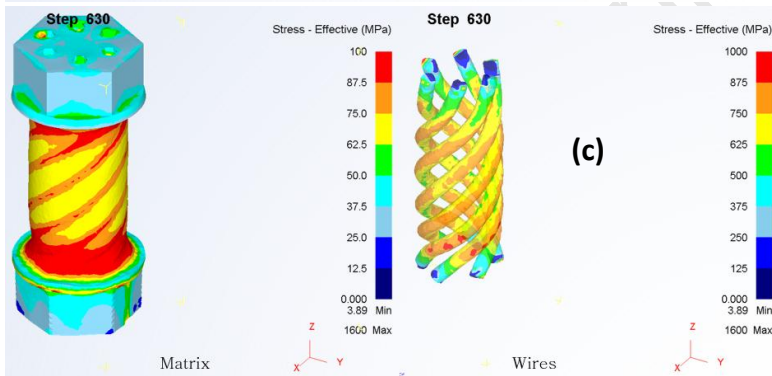 Step 630
Stress - Effective (MPa)
100
87.5
75.0
62.5
50.0
37.5
25.0
12.5
0.000
3.89 Min
1600 Max
Z
X
Y
Matrix
Step 630
Stress - Effective (MPa)
(c)
1000
875
750
625
500
375
250
125
0.000
3.89 Min
1600 Max
Z
X
Y
Wires